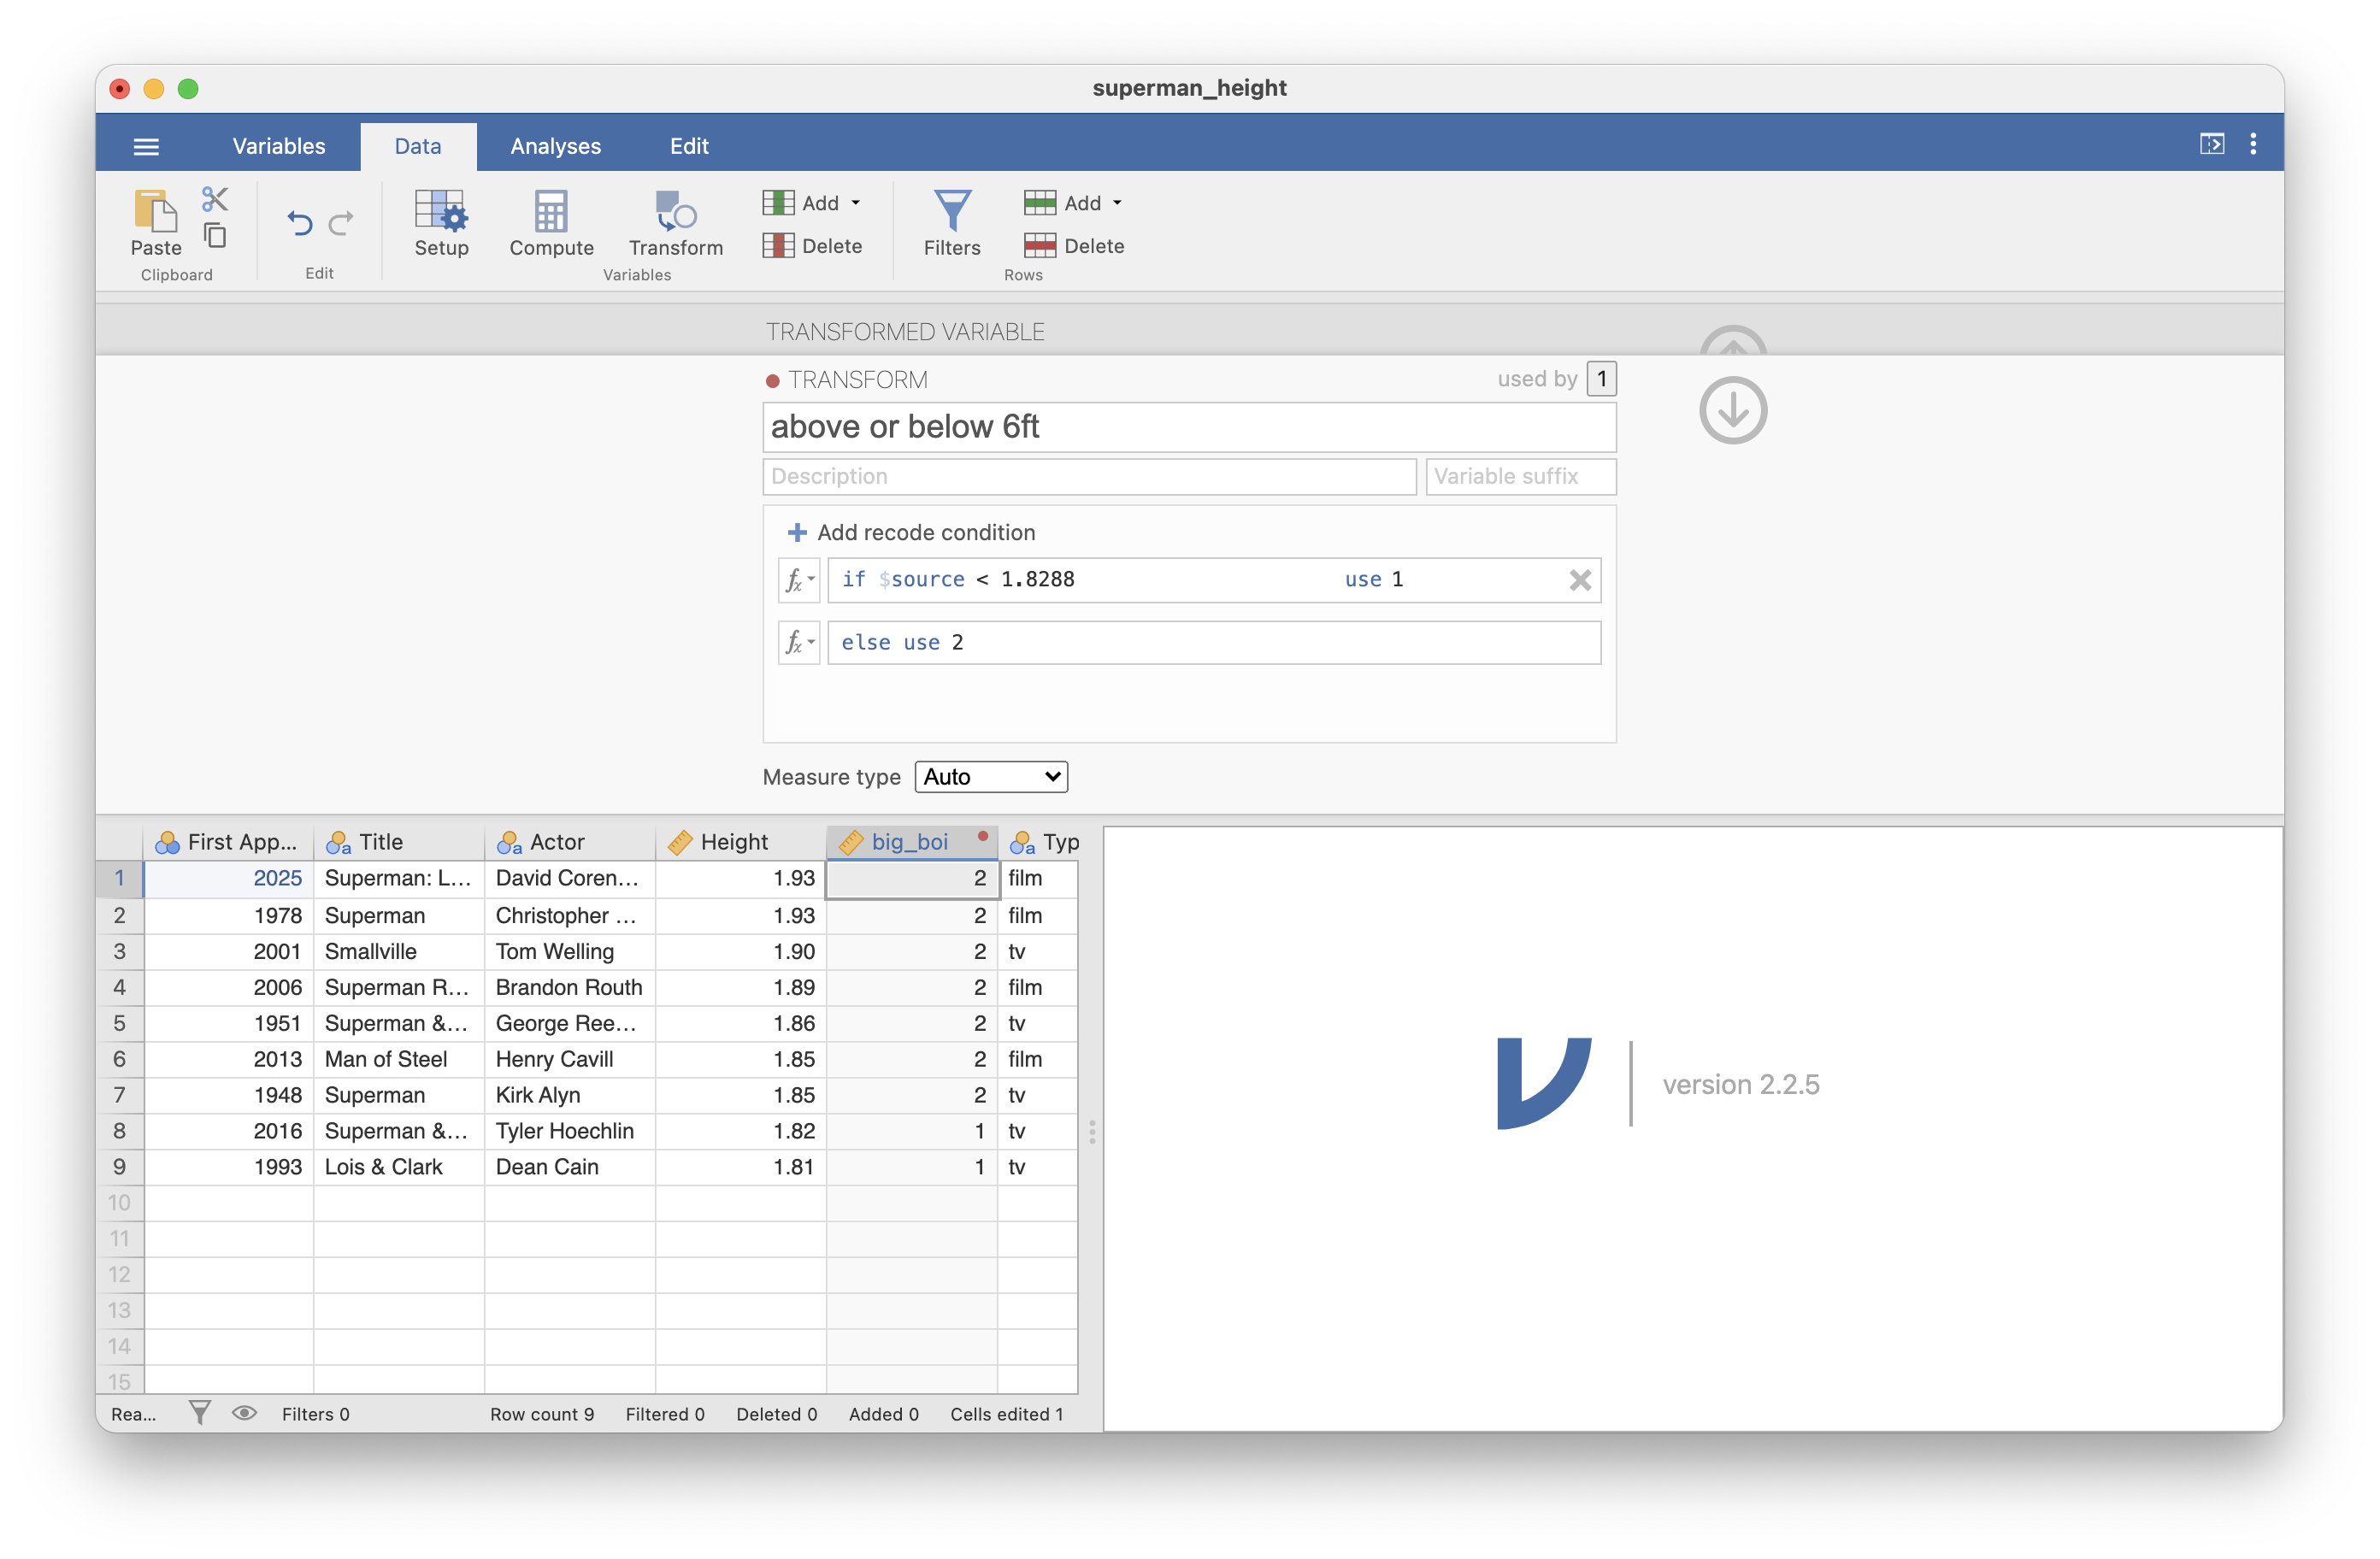 superman_height
Variables Data Analyses Edit
Paste Setup Compute Transform Add Delete Filters Add Delete
Clipboard Edit Variables Rows
TRANSFORMED VARIABLE
TRANSFORM used by 1
above or below 6ft
Description Variable suffix
Add recode condition
fx if $source < 1.8288 use 1
fx else use 2
Measure type Auto
First App... Title Actor Height big_boi Typ
1 2025 Superman: L... David Coren... 1.93 2 film
2 1978 Superman Christopher ... 1.93 2 film
3 2001 Smallville Tom Welling 1.90 2 tv
4 2006 Superman R... Brandon Routh 1.89 2 film
5 1951 Superman &... George Ree... 1.86 2 tv
6 2013 Man of Steel Henry Cavill 1.85 2 film
7 1948 Superman Kirk Alyn 1.85 2 tv
8 2016 Superman &... Tyler Hoechlin 1.82 1 tv
9 1993 Lois & Clark Dean Cain 1.81 1 tv
10
11
12
13
14
15
version 2.2.5
Rea... Filters 0 Row count 9 Filtered 0 Deleted 0 Added 0 Cells edited 1